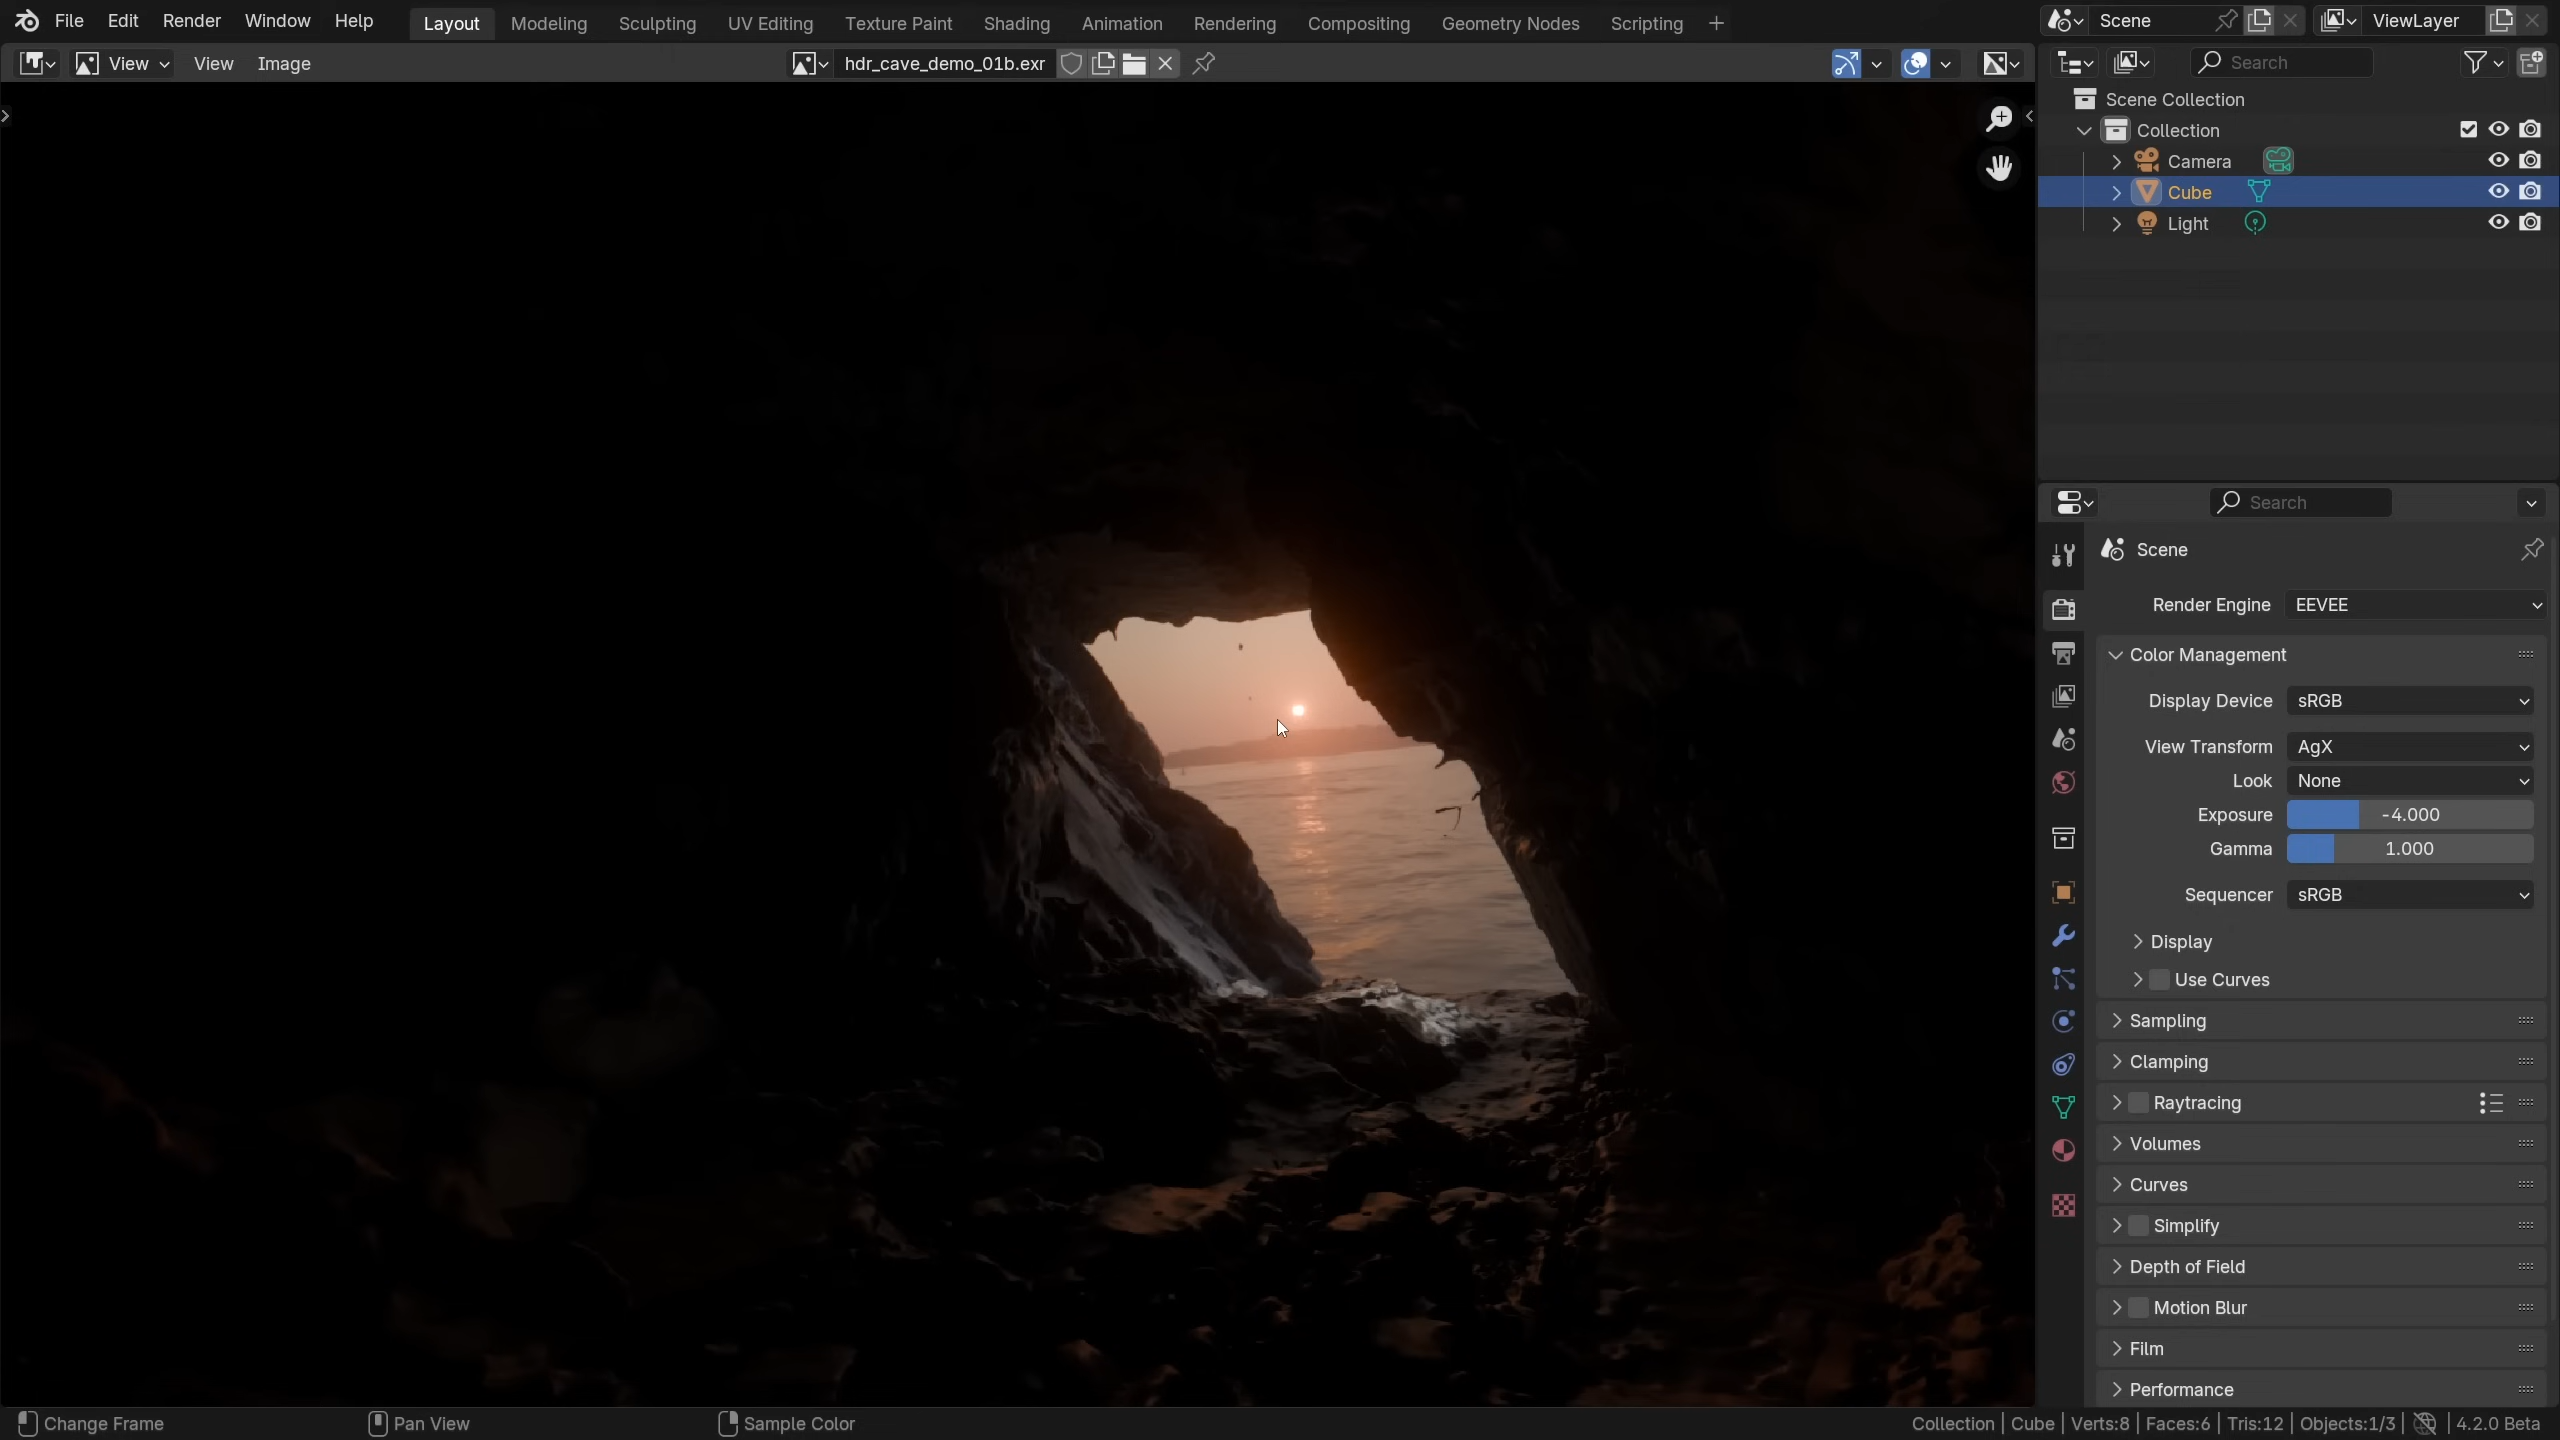 File Edit Render Window Help Layout Modeling Sculpting UV Editing Texture Paint Shading Animation Rendering Compositing Geometry Nodes Scripting + Scene ViewLayer
View View Image hdr_cave_demo_01b.exr Search
Scene Collection
Collection
Camera
Cube
Light
Search
Scene
Render Engine EEVEE
Color Management
Display Device sRGB
View Transform AgX
Look None
Exposure -4.000
Gamma 1.000
Sequencer sRGB
Display
Use Curves
Sampling
Clamping
Raytracing
Volumes
Curves
Simplify
Depth of Field
Motion Blur
Film
Performance
Change Frame Pan View Sample Color Collection | Cube | Verts:8 | Faces:6 | Tris:12 | Objects:1/3 | 4.2.0 Beta